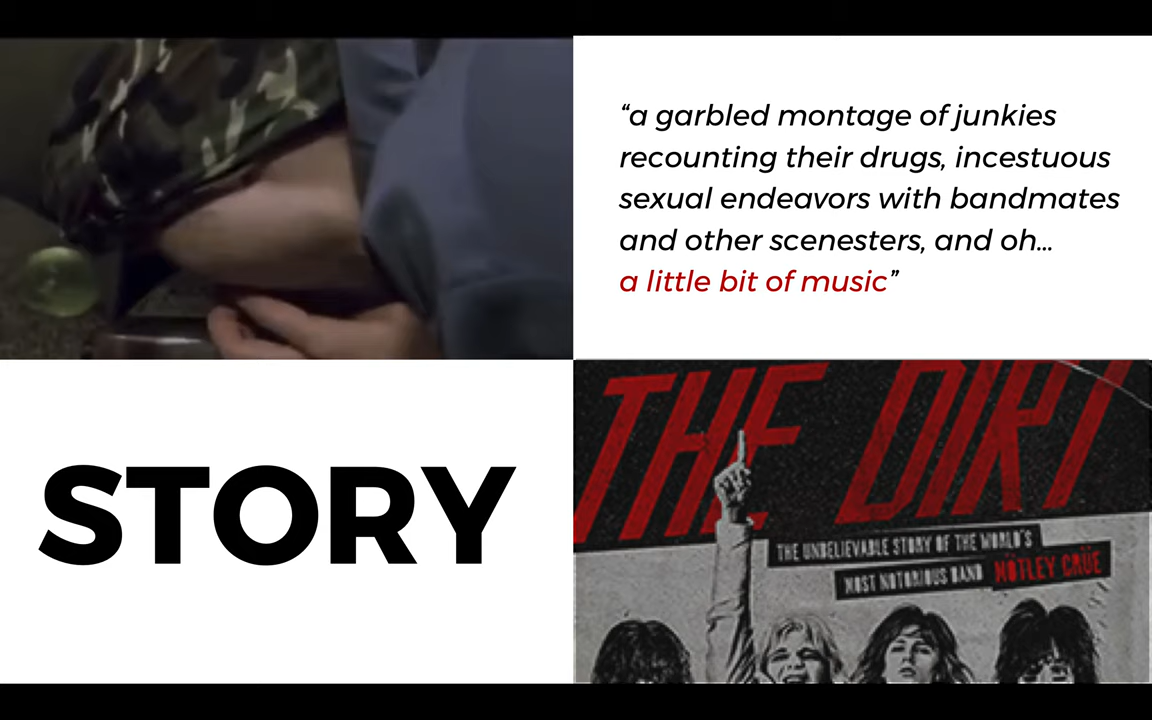 “a garbled montage of junkies
recounting their drugs, incestuous
sexual endeavors with bandmates
and other scenesters, and oh...
a little bit of music”
STORY
THE DIRT
THE UNBELIEVABLE STORY OF THE WORLD'S
MOST NOTORIOUS BAND MÖTLEY CRÜE